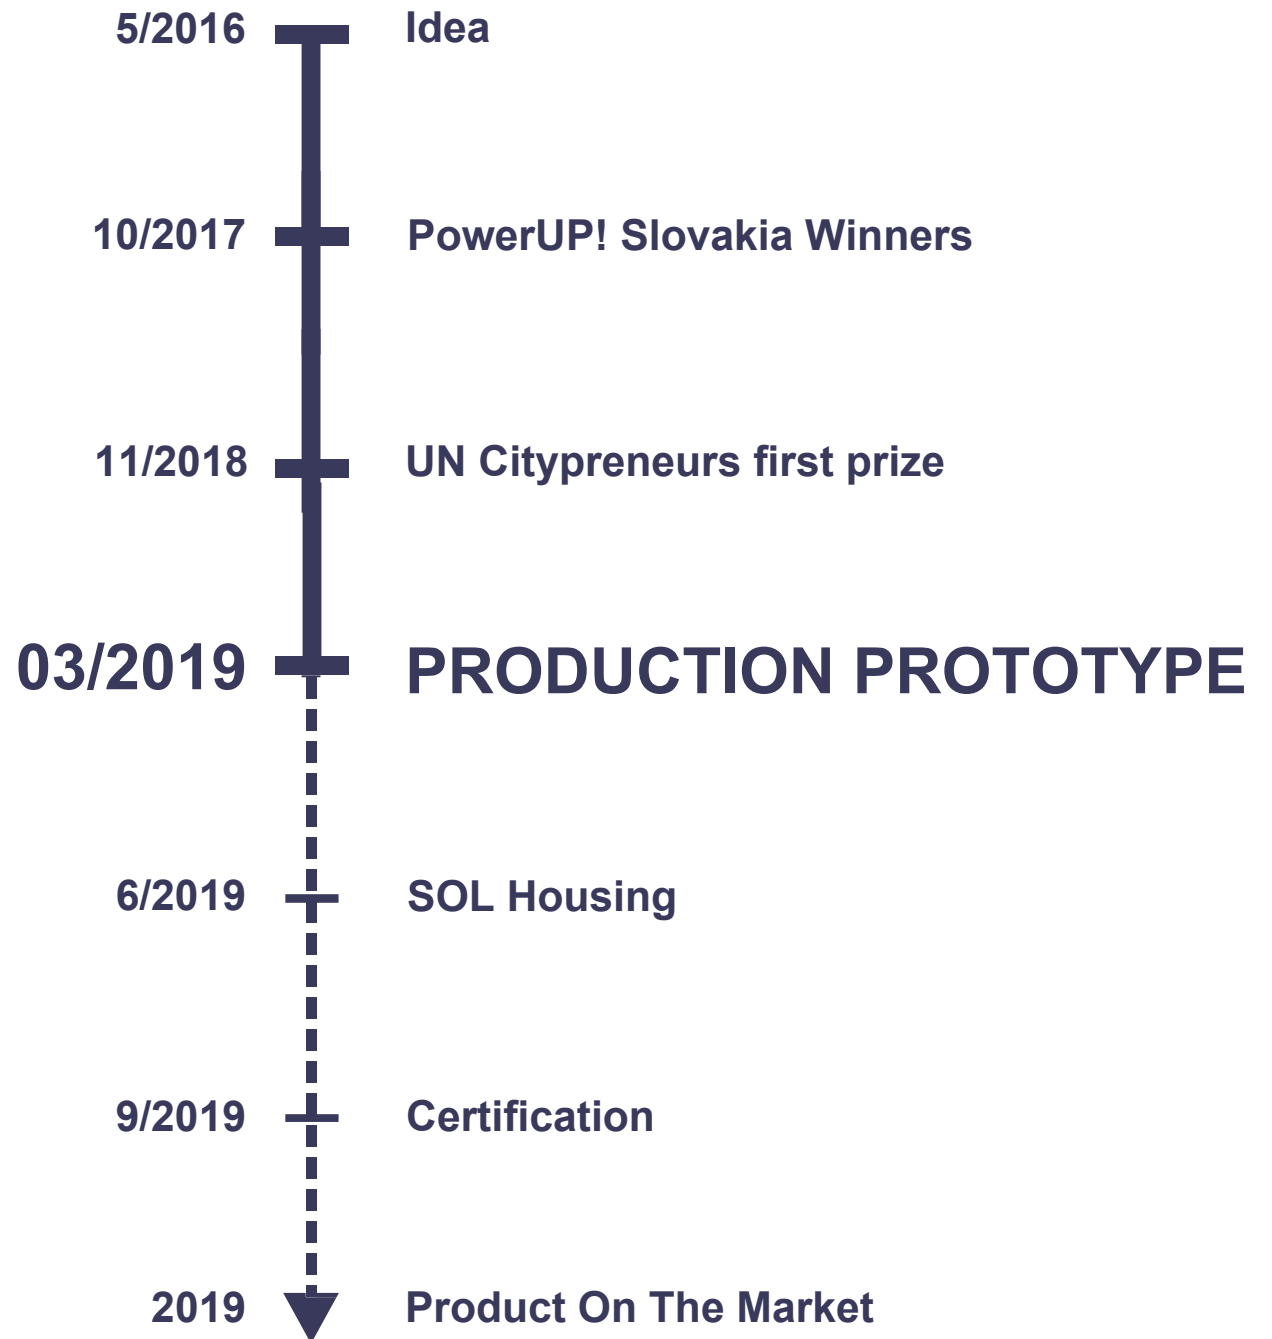 5/2016 Idea
10/2017 PowerUP! Slovakia Winners
11/2018 UN Citypreneurs first prize
03/2019 PRODUCTION PROTOTYPE
6/2019 SOL Housing
9/2019 Certification
2019 Product On The Market